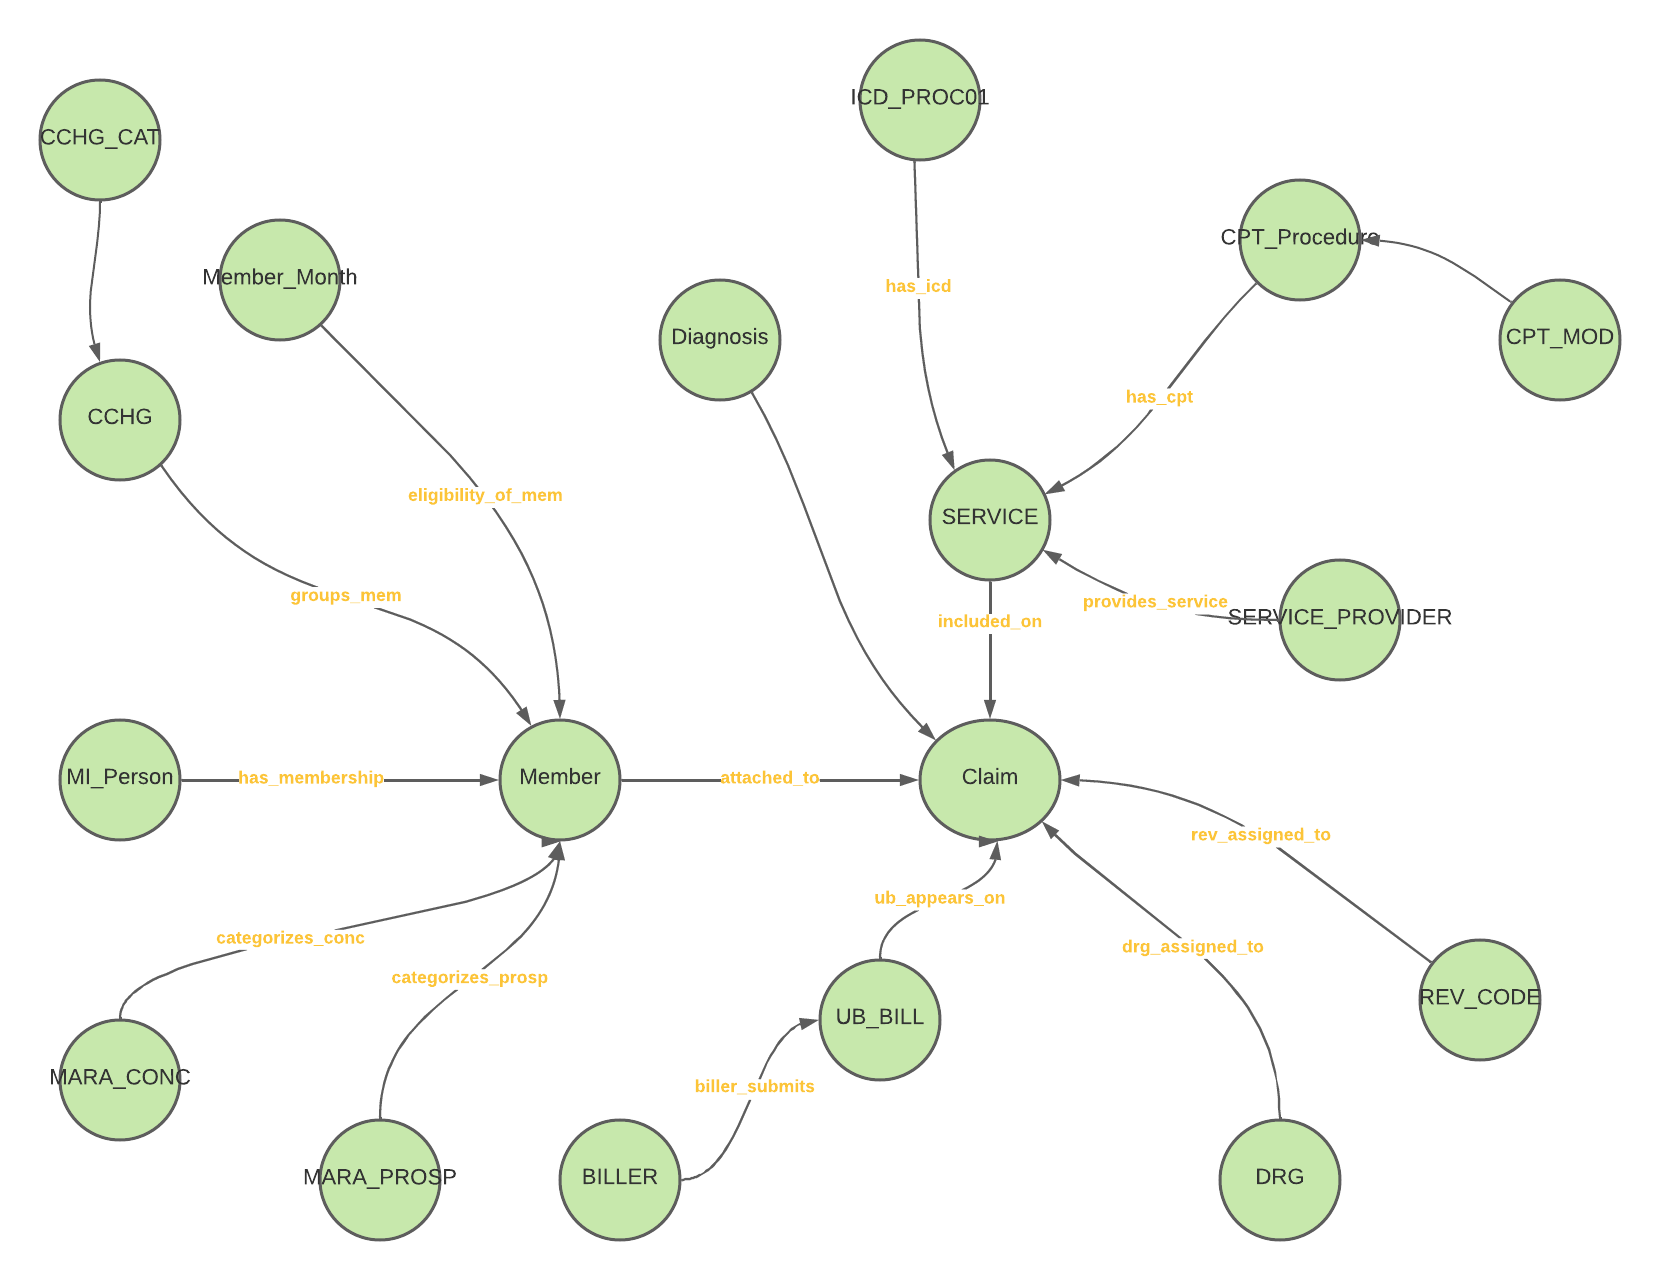 ICD_PROC01
CCHG_CAT
CPT_Procedure
Member_Month
has_icd
Diagnosis
CPT_MOD
has_cpt
CCHG
eligibility_of_mem
SERVICE
groups_mem
provides_service
SERVICE_PROVIDER
included_on
MI_Person
has_membership
Member
attached_to
Claim
rev_assigned_to
ub_appears_on
categorizes_conc
drg_assigned_to
categorizes_prosp
REV_CODE
UB_BILL
MARA_CONC
biller_submits
MARA_PROSP
BILLER
DRG